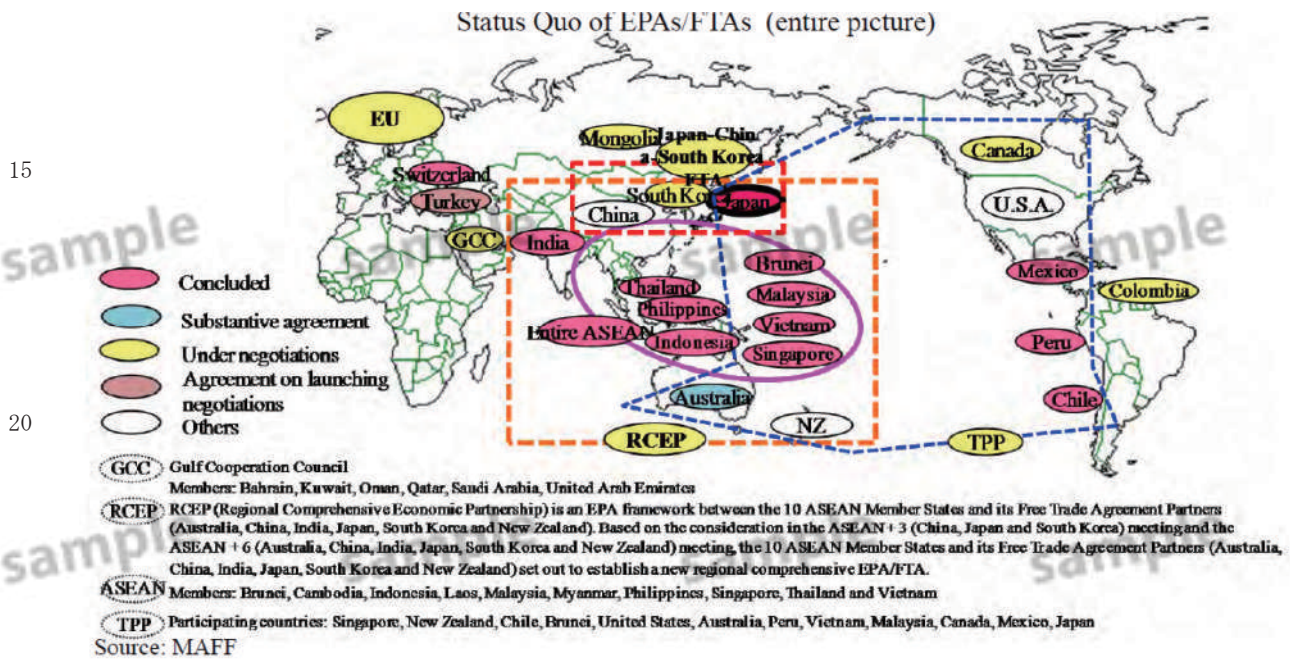 Status Quo of EPAs/FTAs (entire picture)
EU
Mongolia
Japan-Chin
a-South Korea
FTA
Canada
15
Switzerland
South Korea
Japan
Turkey
China
U.S.A.
sample
sample
sample
sample
GCC
India
Brunei
Mexico
Concluded
Thailand
Malaysia
Colombia
Philippines
Substantive agreement
Entire ASEAN
Indonesia
Vietnam
Under negotiations
Singapore
Peru
Agreement on launching
negotiations
Australia
Chile
20
Others
RCEP
NZ
TPP
GCC Gulf Cooperation Council
Members: Bahrain, Kuwait, Oman, Qatar, Saudi Arabia, United Arab Emirates
RCEP RCEP (Regional Comprehensive Economic Partnership) is an EPA framework between the 10 ASEAN Member States and its Free Trade Agreement Partners
(Australia, China, India, Japan, South Korea and New Zealand). Based on the consideration in the ASEAN + 3 (China, Japan and South Korea) meeting and the
ASEAN + 6 (Australia, China, India, Japan, South Korea and New Zealand) meeting, the 10 ASEAN Member States and its Free Trade Agreement Partners (Australia,
China, India, Japan, South Korea and New Zealand) set out to establish a new regional comprehensive EPA/FTA.
sample
sample
sample
sample
ASEAN Members: Brunei, Cambodia, Indonesia, Laos, Malaysia, Myanmar, Philippines, Singapore, Thailand and Vietnam
TPP Participating countries: Singapore, New Zealand, Chile, Brunei, United States, Australia, Peru, Vietnam, Malaysia, Canada, Mexico, Japan
Source: MAFF